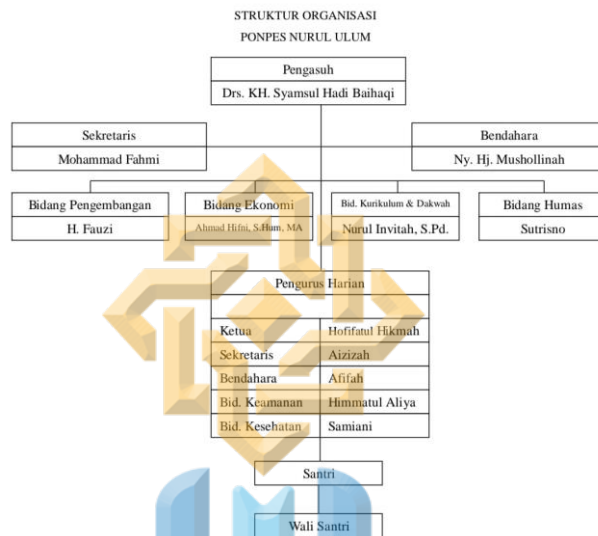 STRUKTUR ORGANISASI
PONPES NURUL ULUM
Pengasuh
Drs. KH. Syamsul Hadi Baihaqi
Sekretaris
Mohammad Fahmi
Bendahara
Ny. Hj. Mushollinah
Bidang Pengembangan
H. Fauzi
Bidang Ekonomi
Ahmad Hifni, S.Hum, MA
Bid. Kurikulum & Dakwah
Nurul Invitah, S.Pd.
Bidang Humas
Sutrisno
Pengurus Harian
Ketua Hofifatul Hikmah
Sekretaris Aizizah
Bendahara Afifah
Bid. Keamanan Himmatul Aliya
Bid. Kesehatan Samiani
Santri
Wali Santri